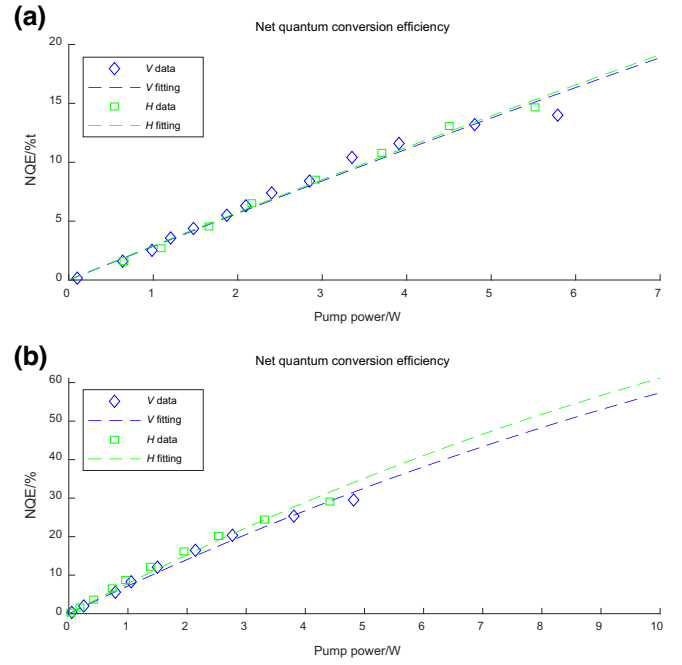 (a)
Net quantum conversion efficiency
20
15
10
5
0
NQE/%t
V data
V fitting
H data
H fitting
0 1 2 3 4 5 6 7
Pump power/W
(b)
Net quantum conversion efficiency
60
50
40
30
20
10
0
NQE/%
V data
V fitting
H data
H fitting
0 1 2 3 4 5 6 7 8 9 10
Pump power/W